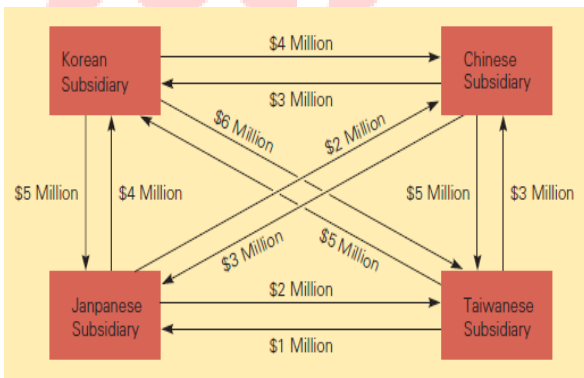 Korean
Subsidiary
$4 Million
Chinese
Subsidiary
$3 Million
$6 Million
$2 Million
$5 Million
$4 Million
$5 Million
$3 Million
$3 Million
$5 Million
Janpanese
Subsidiary
$2 Million
Taiwanese
Subsidiary
$1 Million